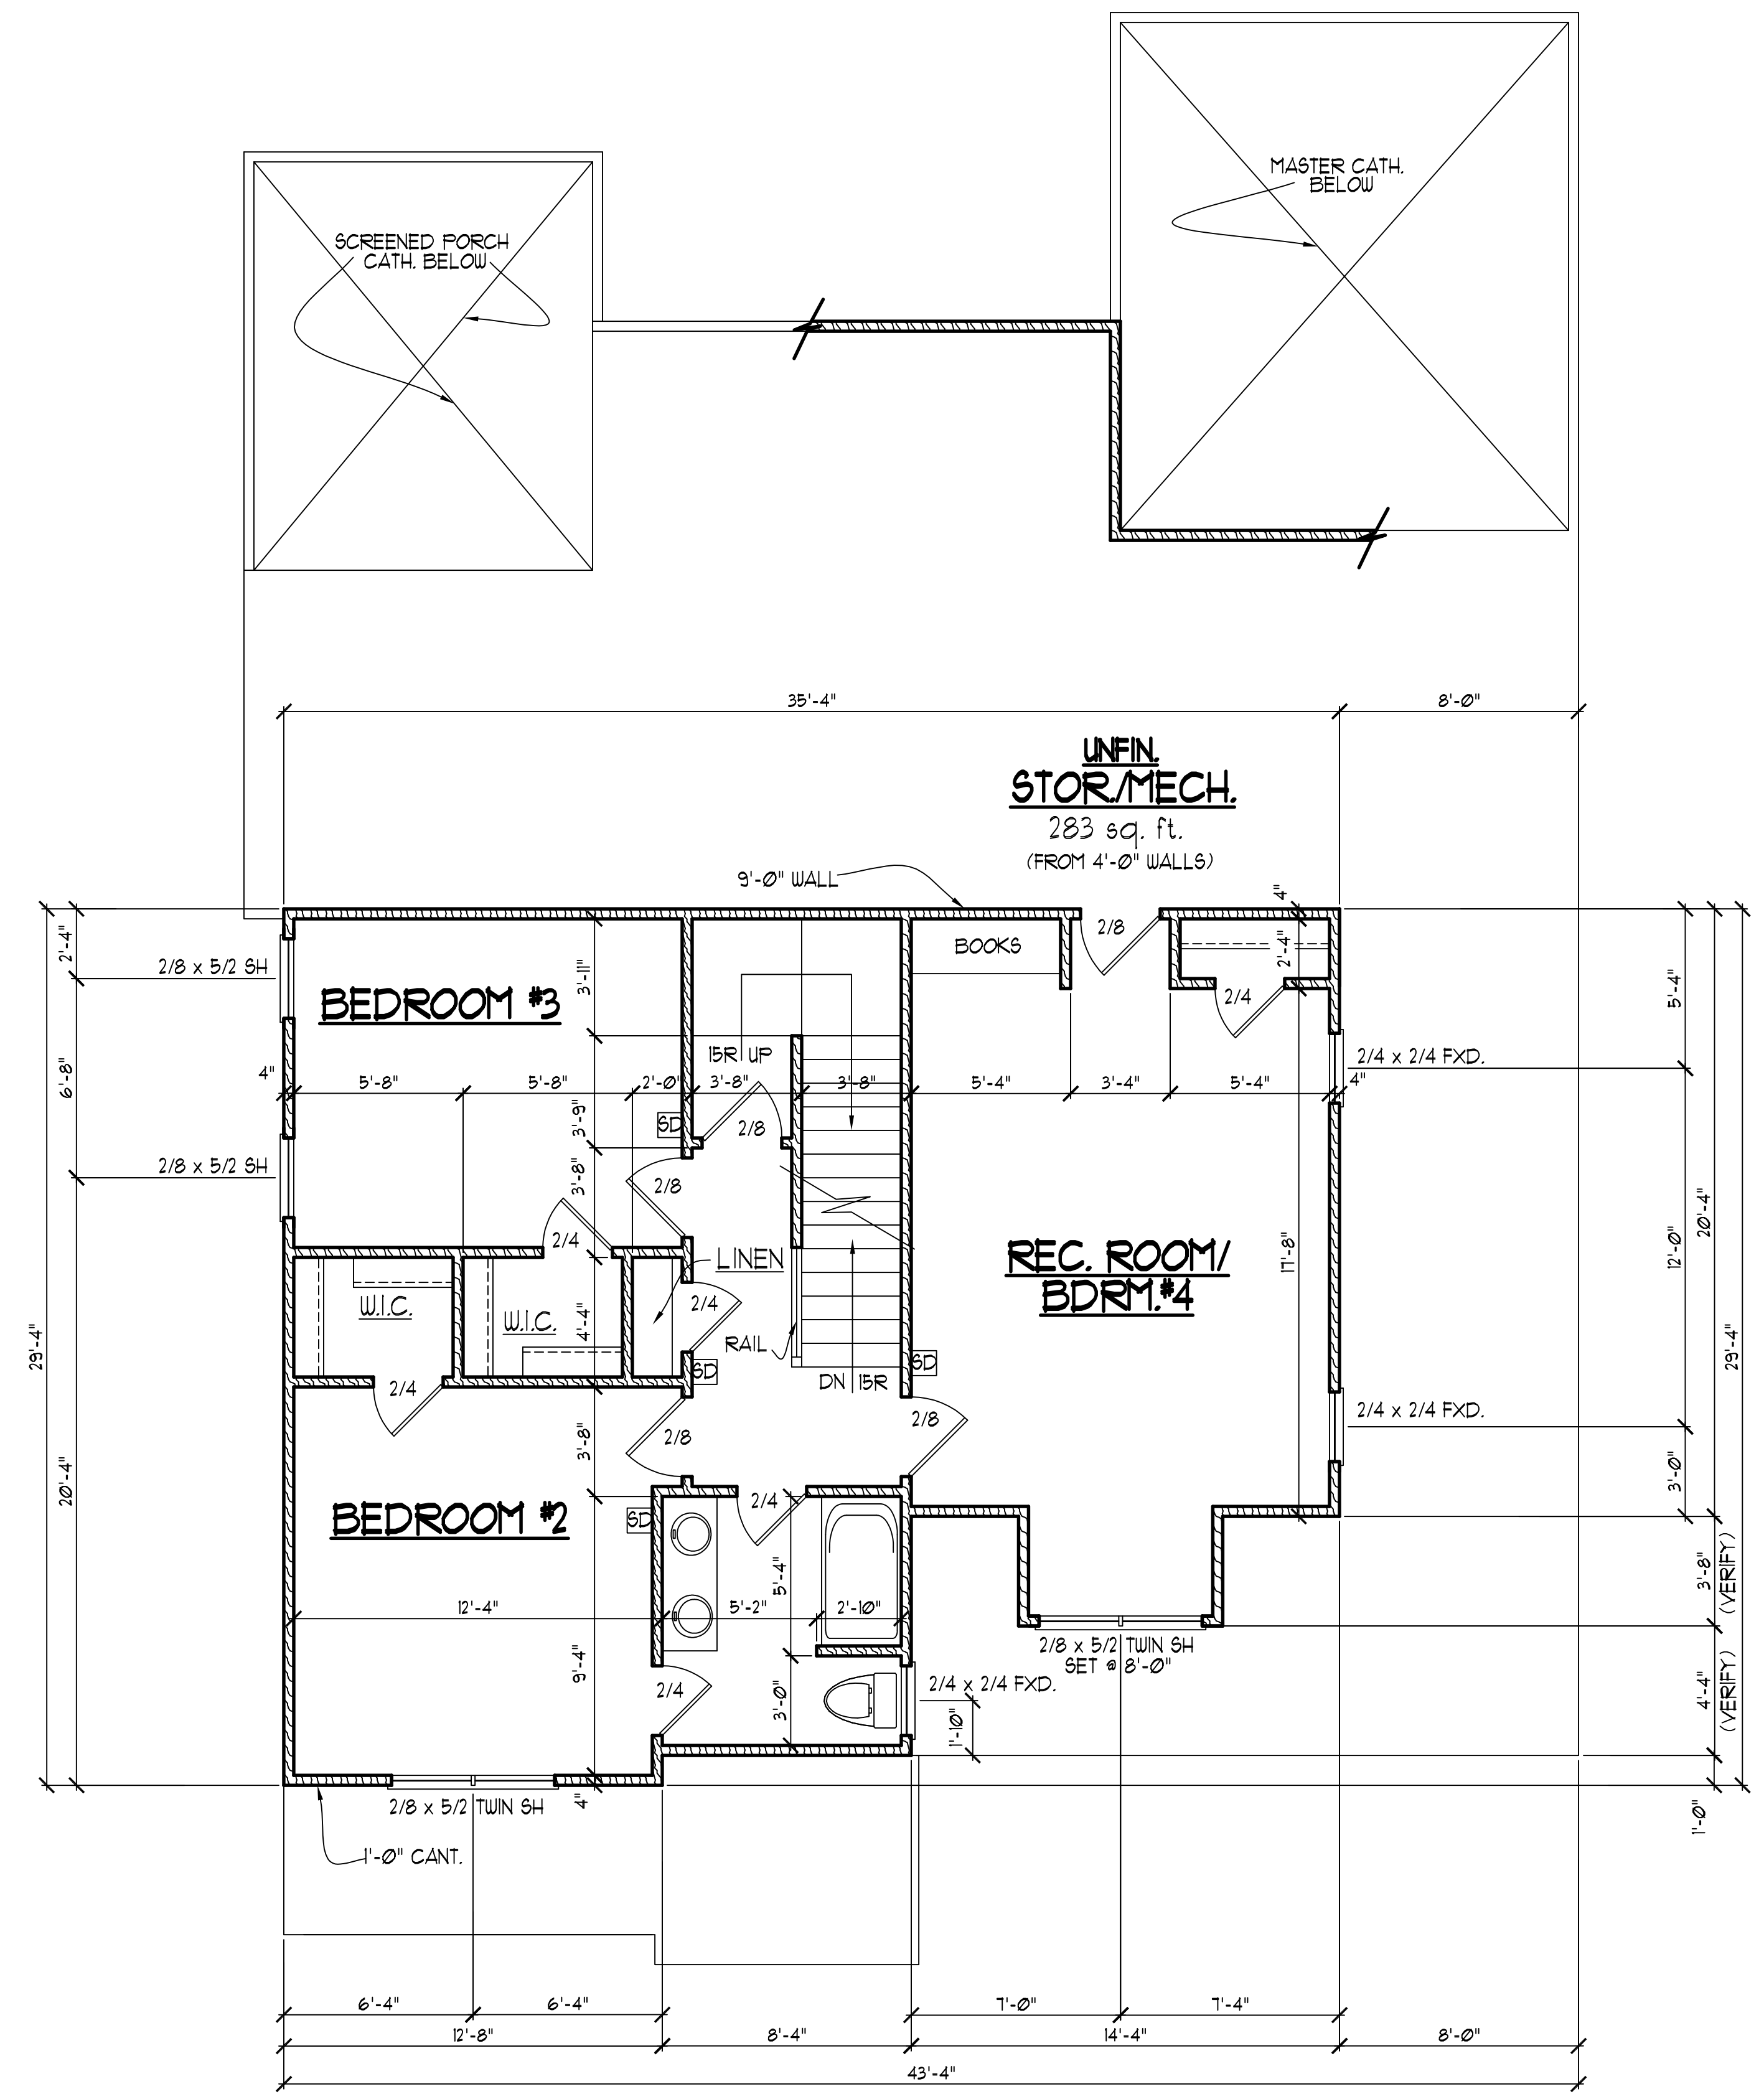 MASTER CATH.
BELOW
SCREENED PORCH
CATH. BELOW
35'-4"
8'-0"
UNFIN.
STOR./MECH.
283 sq. ft.
(FROM 4'-0" WALLS)
9'-0" WALL
4"
2'-4"
2/8 x 5/2 SH
BEDROOM #3
3'-11"
BOOKS
2/8
2'-4"
2/4
5'-4"
15R UP
2/4 x 2/4 FXD.
6'-8"
4"
5'-8"
5'-8"
2'-0"
3'-8"
3'-8"
5'-4"
3'-4"
5'-4"
4"
3'-9"
SD
2/8
2/8 x 5/2 SH
3'-8"
2/8
20'-4"
2/4
LINEN
REC. ROOM/
BDRM.#4
17'-8"
12'-0"
W.I.C.
W.I.C.
4'-4"
2/4
RAIL
29'-4"
29'-4"
SD
SD
2/4
DN 15R
2/4 x 2/4 FXD.
2/8
2/8
3'-8"
20'-4"
3'-0"
2/4
BEDROOM #2
SD
5'-4"
3'-8"
(VERIFY)
12'-4"
5'-2"
2'-10"
2/8 x 5/2 TWIN SH
SET @ 8'-0"
9'-4"
2/4
3'-0"
2/4 x 2/4 FXD.
1'-10"
4'-4"
(VERIFY)
2/8 x 5/2 TWIN SH
4"
1'-0"
1'-0" CANT.
6'-4"
6'-4"
7'-0"
7'-4"
12'-8"
8'-4"
14'-4"
8'-0"
43'-4"